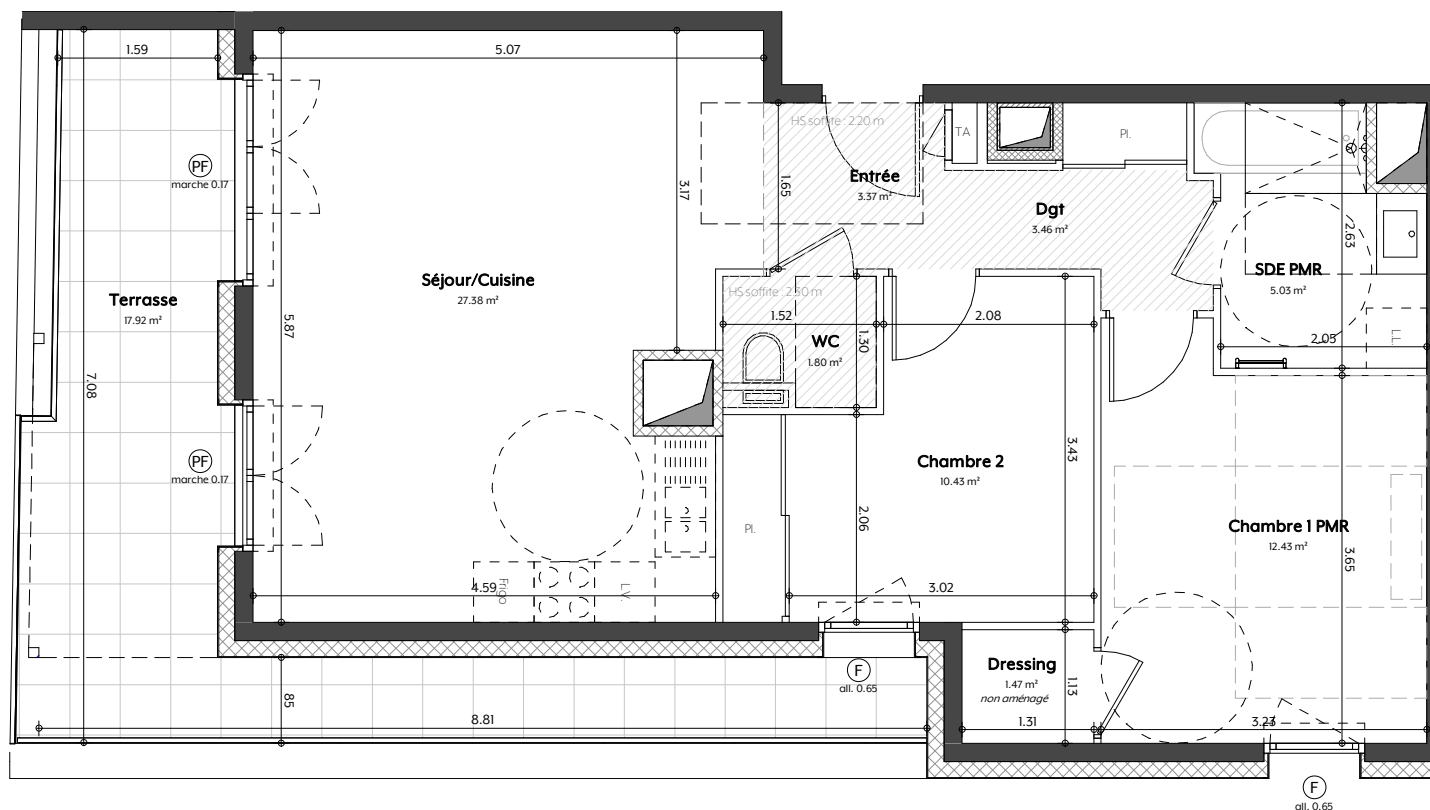 1.59
5.07
HS soffite : 2.20 m
TA
Pl.
PF
marche 0.17
3.17
1.65
Entrée
3.37 m²
Dgt
3.46 m²
2.63
SDE PMR
5.03 m²
Séjour/Cuisine
27.38 m²
Terrasse
17.92 m²
HS soffite : 2.30 m
5.87
1.52
2.08
WC
1.80 m²
1.30
2.05
L.L.
7.08
PF
marche 0.17
Chambre 2
10.43 m²
3.43
2.06
Pl.
Chambre 1 PMR
12.43 m²
3.65
4.59
Frigo
L.V.
3.02
F
all. 0.65
Dressing
1.47 m²
non aménagé
1.13
85
8.81
1.31
3.23
F
all. 0.65